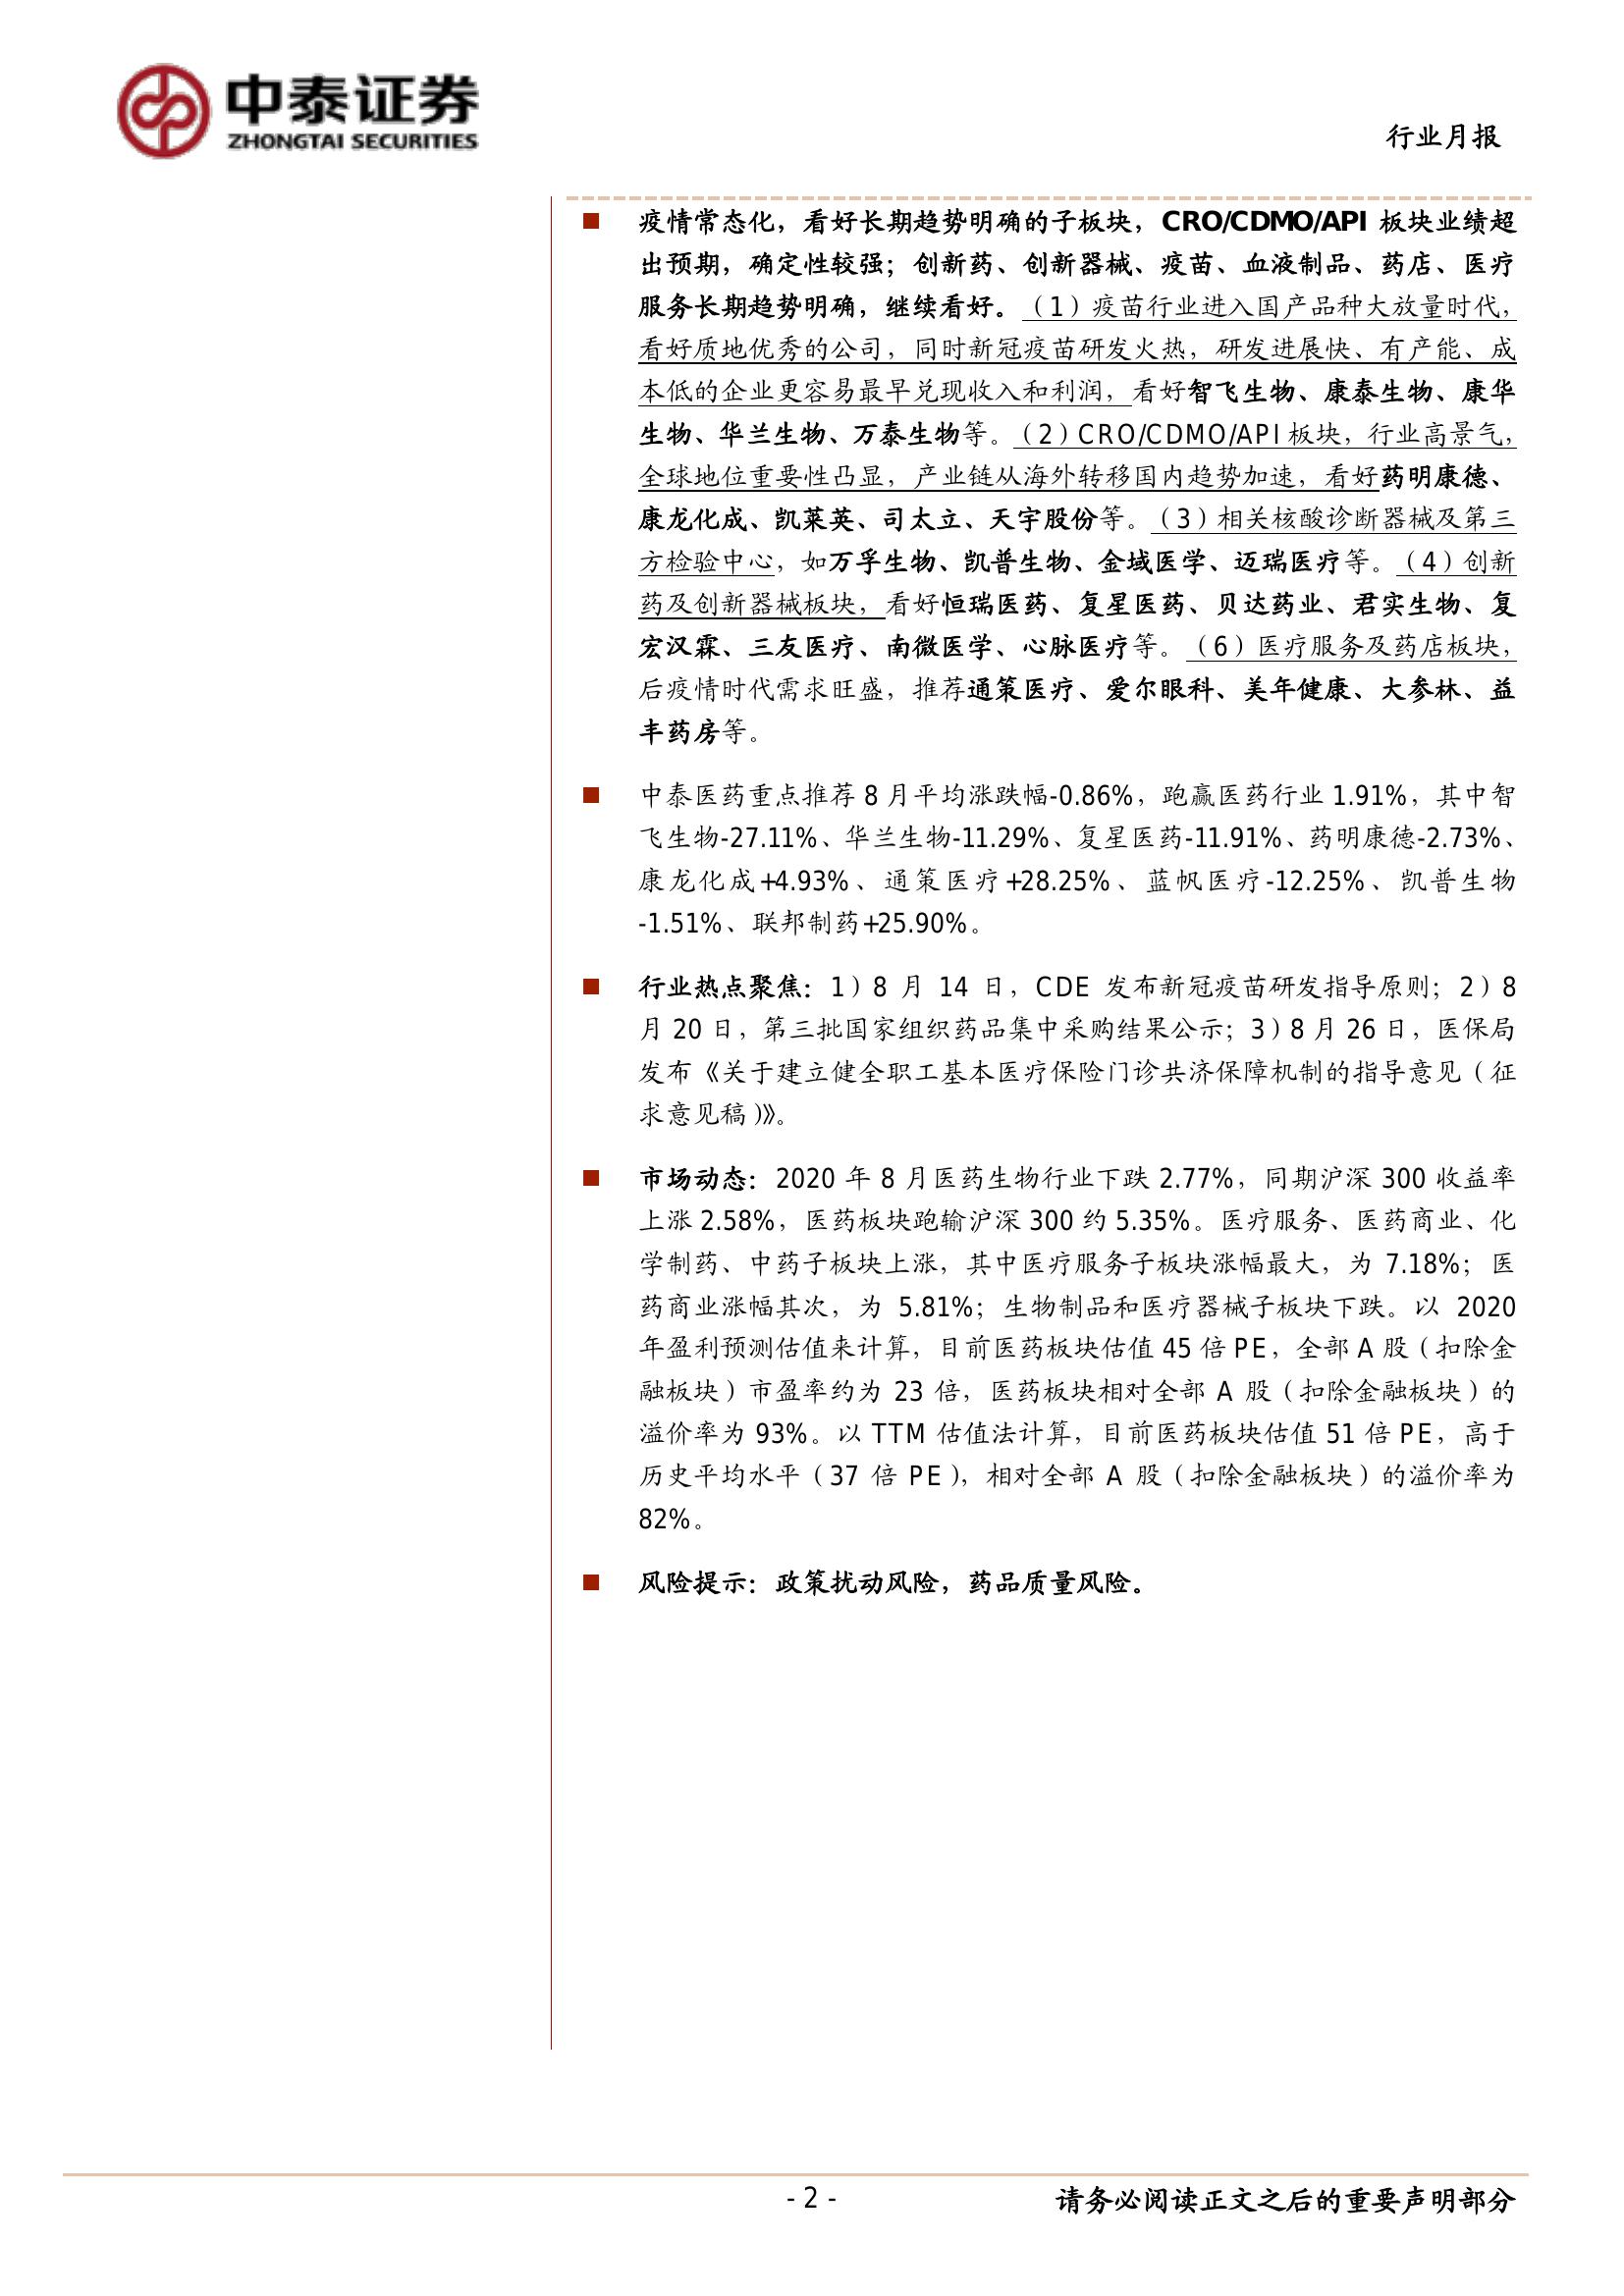 中泰证券
ZHONGTAI SECURITIES
行业月报
疫情常态化，看好长期趋势明确的子板块，CRO/CDMO/API 板块业绩超
出预期，确定性较强；创新药、创新器械、疫苗、血液制品、药店、医疗
服务长期趋势明确，继续看好。（1）疫苗行业进入国产品种大放量时代，
看好质地优秀的公司，同时新冠疫苗研发火热，研发进展快、有产能、成
本低的企业更容易最早兑现收入和利润，看好智飞生物、康泰生物、康华
生物、华兰生物、万泰生物等。（2）CRO/CDMO/API 板块，行业高景气，
全球地位重要性凸显，产业链从海外转移国内趋势加速，看好药明康德、
康龙化成、凯莱英、司太立、天宇股份等。（3）相关核酸诊断器械及第三
方检验中心，如万孚生物、凯普生物、金域医学、迈瑞医疗等。（4）创新
药及创新器械板块，看好恒瑞医药、复星医药、贝达药业、君实生物、复
宏汉霖、三友医疗、南微医学、心脉医疗等。（6）医疗服务及药店板块，
后疫情时代需求旺盛，推荐通策医疗、爱尔眼科、美年健康、大参林、益
丰药房等。
中泰医药重点推荐 8 月平均涨跌幅-0.86%，跑赢医药行业 1.91%，其中智
飞生物-27.11%、华兰生物-11.29%、复星医药-11.91%、药明康德-2.73%、
康龙化成+4.93%、通策医疗+28.25%、蓝帆医疗-12.25%、凯普生物
-1.51%、联邦制药+25.90%。
行业热点聚焦：1）8 月 14 日，CDE 发布新冠疫苗研发指导原则；2）8
月 20 日，第三批国家组织药品集中采购结果公示；3）8 月 26 日，医保局
发布《关于建立健全职工基本医疗保险门诊共济保障机制的指导意见（征
求意见稿）》。
市场动态：2020 年 8 月医药生物行业下跌 2.77%，同期沪深 300 收益率
上涨 2.58%，医药板块跑输沪深 300 约 5.35%。医疗服务、医药商业、化
学制药、中药子板块上涨，其中医疗服务子板块涨幅最大，为 7.18%；医
药商业涨幅其次，为 5.81%；生物制品和医疗器械子板块下跌。以 2020
年盈利预测估值来计算，目前医药板块估值 45 倍 PE，全部 A 股（扣除金
融板块）市盈率约为 23 倍，医药板块相对全部 A 股（扣除金融板块）的
溢价率为 93%。以 TTM 估值法计算，目前医药板块估值 51 倍 PE，高于
历史平均水平（37 倍 PE），相对全部 A 股（扣除金融板块）的溢价率为
82%。
风险提示：政策扰动风险，药品质量风险。
- 2 -
请务必阅读正文之后的重要声明部分